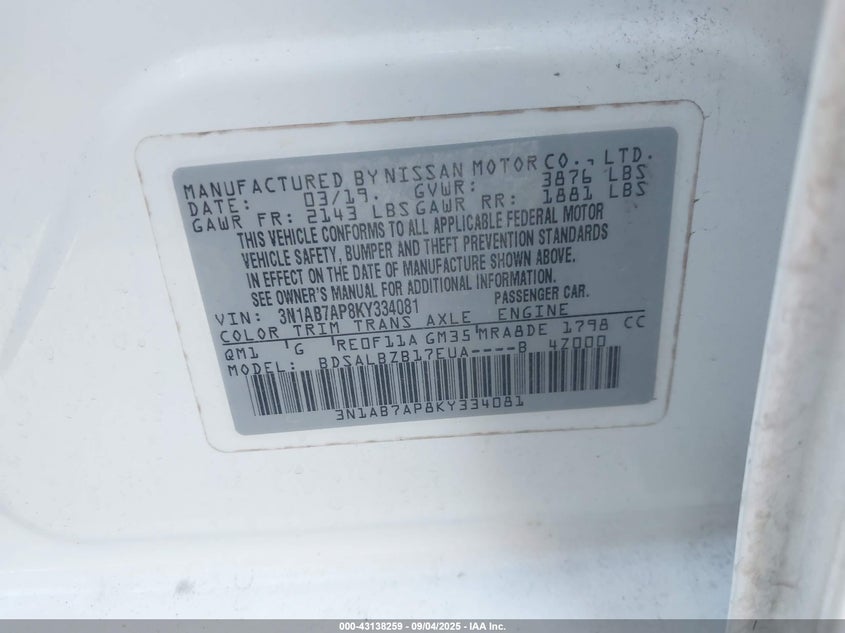 MANUFACTURED BY NISSAN MOTOR CO., LTD.
DATE: 03/19. GVWR: 3876 LBS
GAWR FR: 2143 LBS GAWR RR: 1881 LBS
THIS VEHICLE CONFORMS TO ALL APPLICABLE FEDERAL MOTOR
VEHICLE SAFETY, BUMPER AND THEFT PREVENTION STANDARDS
IN EFFECT ON THE DATE OF MANUFACTURE SHOWN ABOVE.
SEE OWNER'S MANUAL FOR ADDITIONAL INFORMATION.
VIN: 3N1AB7AP8KY334081 PASSENGER CAR.
COLOR TRIM TRANS AXLE ENGINE
QM1 G RE0F11A GM35 MRA8DE 1798 CC
MODEL: BDSALBZB17EUA----B 4Z000
3N1AB7AP8KY334081
000-43138259 - 09/04/2025 - IAA Inc.